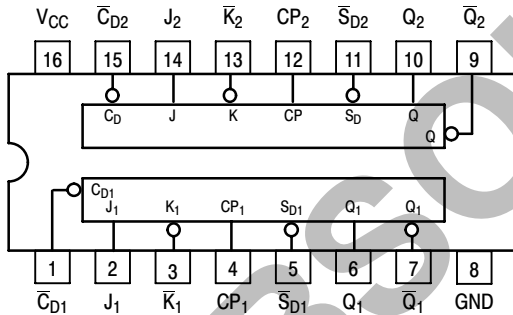 VCC C̅D2 J2 K̅2 CP2 S̅D2 Q2 Q̅2
16 15 14 13 12 11 10 9
CD J K CP SD Q
Q
CD1
J1 K1 CP1 SD1 Q1 Q1
1 2 3 4 5 6 7 8
C̅D1 J1 K̅1 CP1 S̅D1 Q1 Q̅1 GND